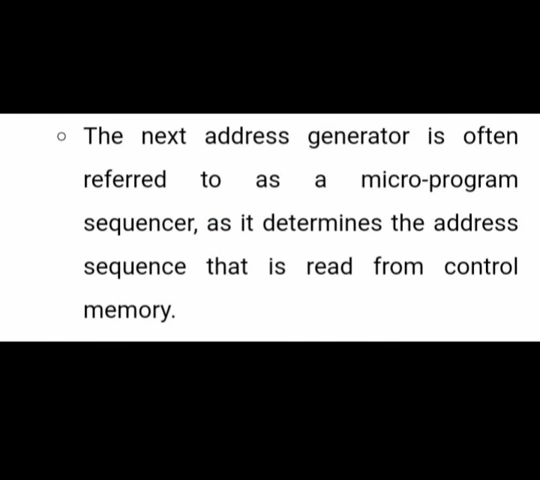 ○ The next address generator is often
referred to as a micro-program
sequencer, as it determines the address
sequence that is read from control
memory.